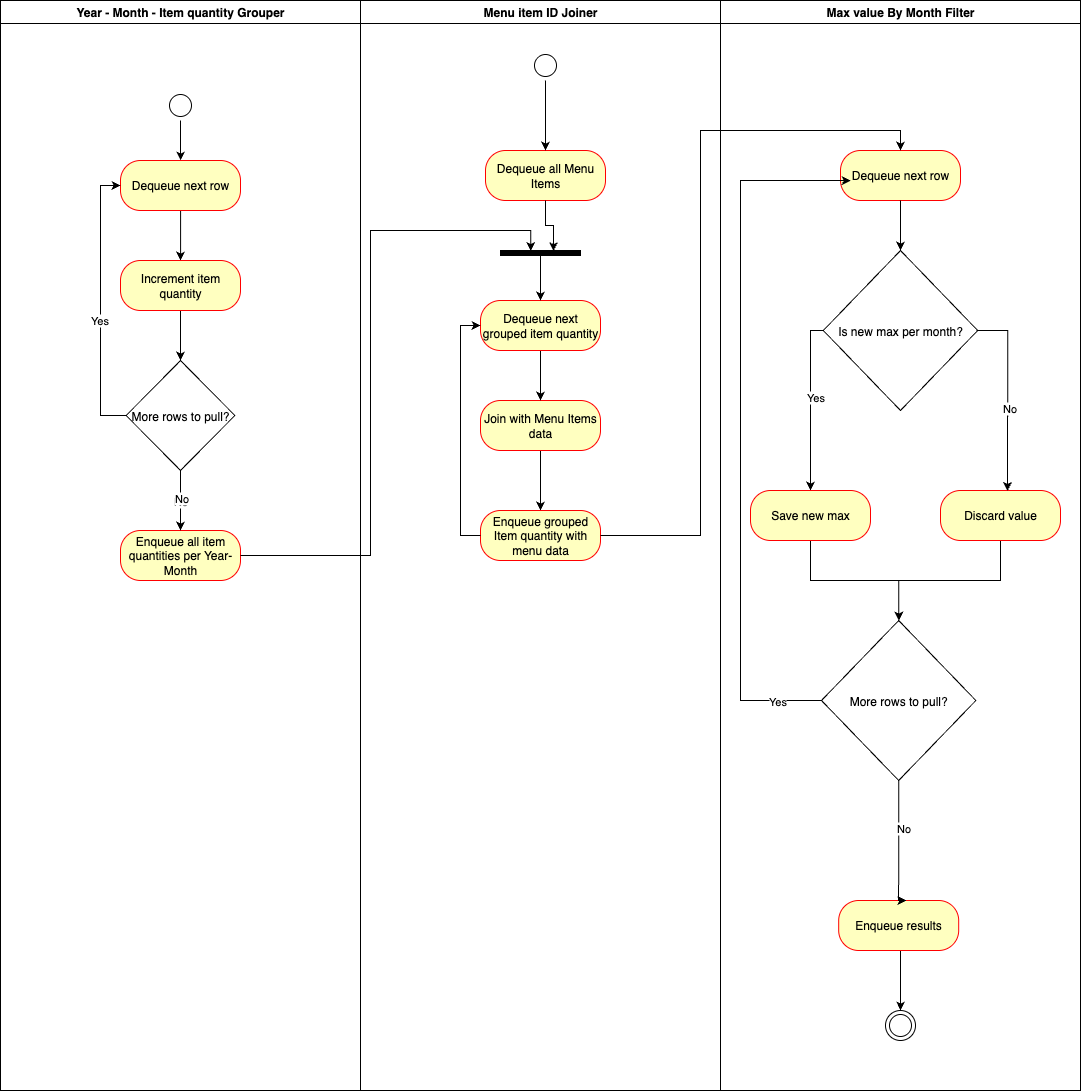 Year - Month - Item quantity Grouper
Menu item ID Joiner
Max value By Month Filter
Dequeue next row
Increment item
quantity
Yes
More rows to pull?
No
Enqueue all item
quantities per Year-
Month
Dequeue all Menu
Items
Dequeue next
grouped item quantity
Join with Menu Items
data
Enqueue grouped
Item quantity with
menu data
Dequeue next row
Is new max per month?
Yes
No
Save new max
Discard value
More rows to pull?
Yes
No
Enqueue results